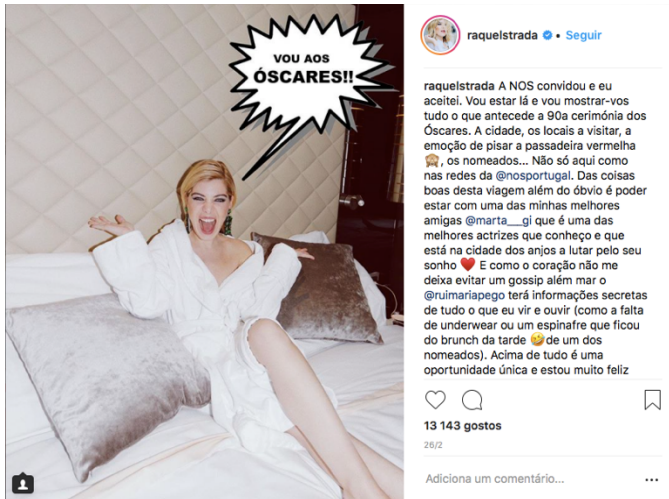 VOU AOS
ÓSCARES!!
raquelstrada • Seguir
raquelstrada A NOS convidou e eu
aceitei. Vou estar lá e vou mostrar-vos
tudo o que antecede a 90a cerimónia dos
Óscares. A cidade, os locais a visitar, a
emoção de pisar a passadeira vermelha
🙈, os nomeados... Não só aqui como
nas redes da @nosportugal. Das coisas
boas desta viagem além do óbvio é poder
estar com uma das minhas melhores
amigas @marta___gi que é uma das
melhores actrizes que conheço e que
está na cidade dos anjos a lutar pelo seu
sonho ❤️ E como o coração não me
deixa evitar um gossip além mar o
@ruimariapego terá informações secretas
de tudo o que eu vir e ouvir (como a falta
de underwear ou um espinafre que ficou
do brunch da tarde 🤣 de um dos
nomeados). Acima de tudo é uma
oportunidade única e estou muito feliz
13 143 gostos
26/2
Adiciona um comentário...